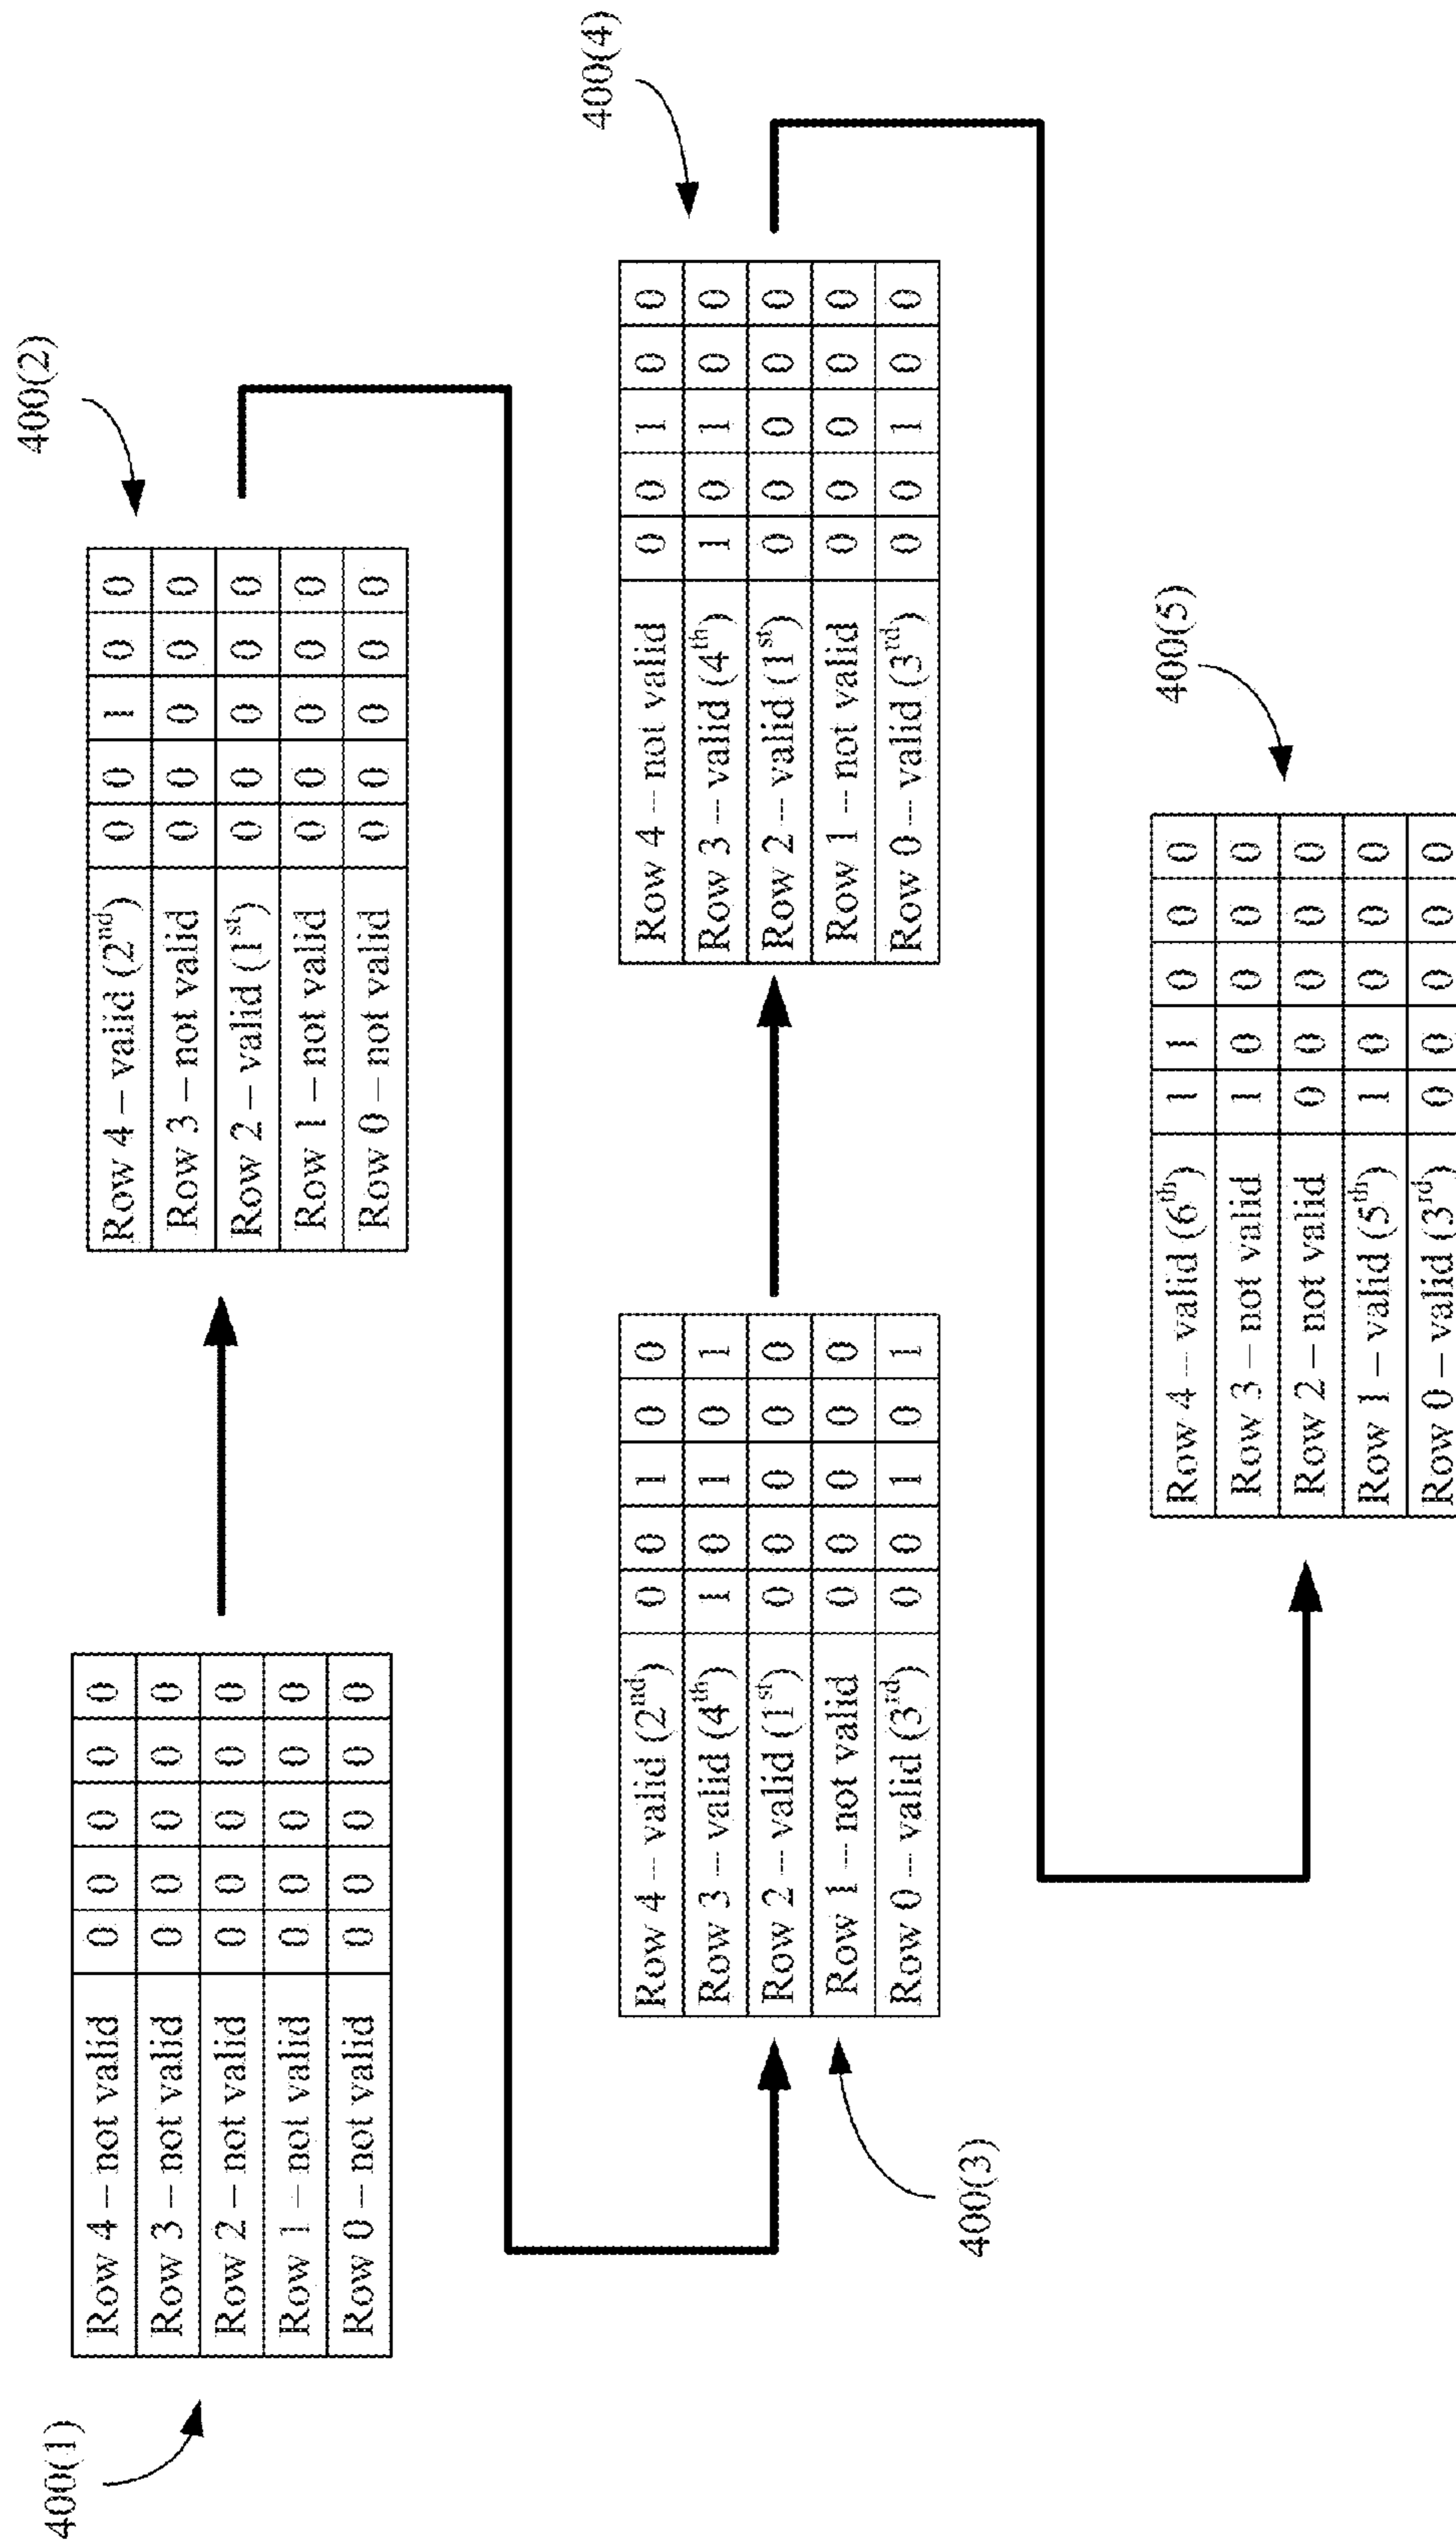 400(1)
Row 4 – not valid 0 0 0 0 0
Row 3 – not valid 0 0 0 0 0
Row 2 – not valid 0 0 0 0 0
Row 1 – not valid 0 0 0 0 0
Row 0 – not valid 0 0 0 0 0
400(2)
Row 4 – valid (2nd) 0 0 1 0 0
Row 3 – not valid 0 0 0 0 0
Row 2 – valid (1st) 0 0 0 0 0
Row 1 – not valid 0 0 0 0 0
Row 0 – not valid 0 0 0 0 0
400(3)
Row 4 – valid (2nd) 0 0 1 0 0
Row 3 – valid (4th) 1 0 1 0 1
Row 2 – valid (1st) 0 0 0 0 0
Row 1 – not valid 0 0 0 0 0
Row 0 – valid (3rd) 0 0 1 0 1
400(4)
Row 4 – not valid 0 0 1 0 0
Row 3 – valid (4th) 1 0 1 0 0
Row 2 – valid (1st) 0 0 0 0 0
Row 1 – not valid 0 0 0 0 0
Row 0 – valid (3rd) 0 0 1 0 0
400(5)
Row 4 – valid (6th) 1 1 0 0 0
Row 3 – not valid 1 0 0 0 0
Row 2 – not valid 0 0 0 0 0
Row 1 – valid (5th) 1 0 0 0 0
Row 0 – valid (3rd) 0 0 0 0 0